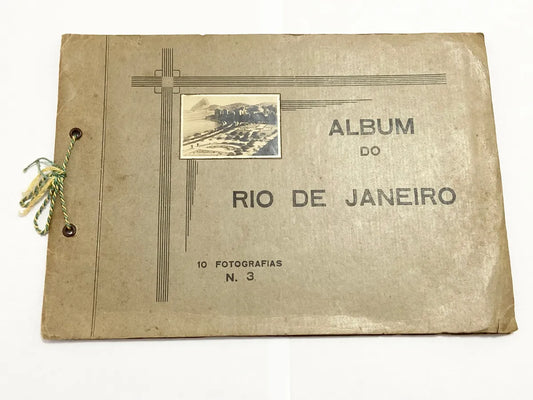 ALBUM
DO
RIO DE JANEIRO
10 FOTOGRAFIAS
N. 3